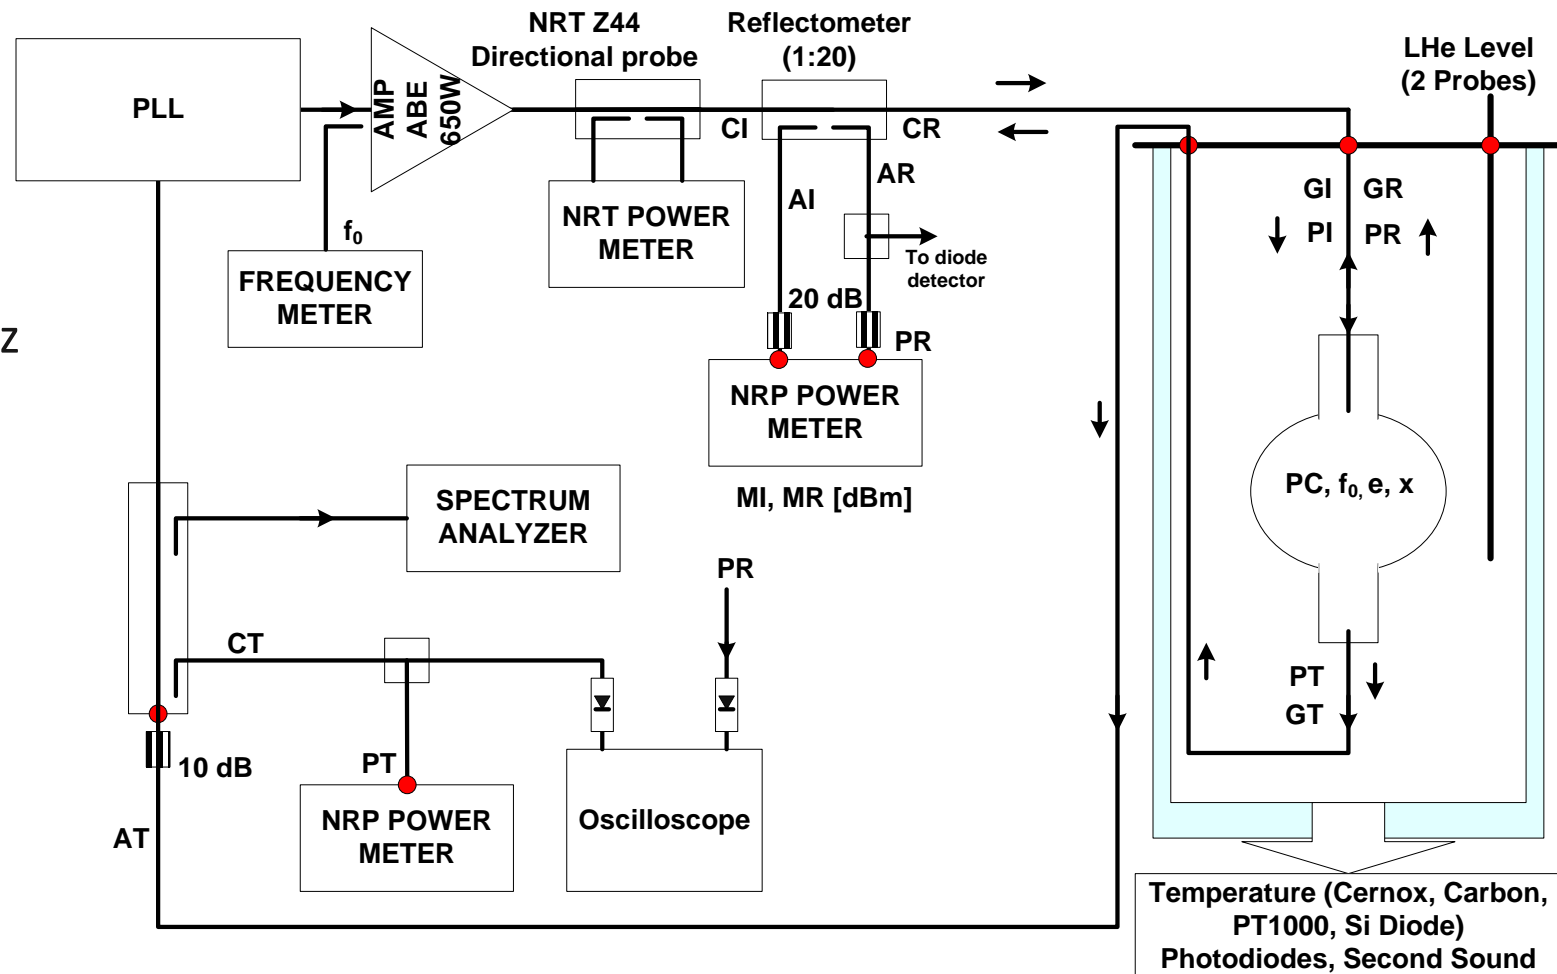 NRT Z44
Directional probe
Reflectometer
(1:20)
LHe Level
(2 Probes)
PLL
AMP
ABE
650W
CI
CR
AI
AR
GI
GR
PI
PR
f₀
NRT POWER
METER
To diode
detector
FREQUENCY
METER
Z
20 dB
PR
NRP POWER
METER
MI, MR [dBm]
PC, f₀, e, x
SPECTRUM
ANALYZER
PR
CT
PT
GT
10 dB
PT
AT
NRP POWER
METER
Oscilloscope
Temperature (Cernox, Carbon,
PT1000, Si Diode)
Photodiodes, Second Sound